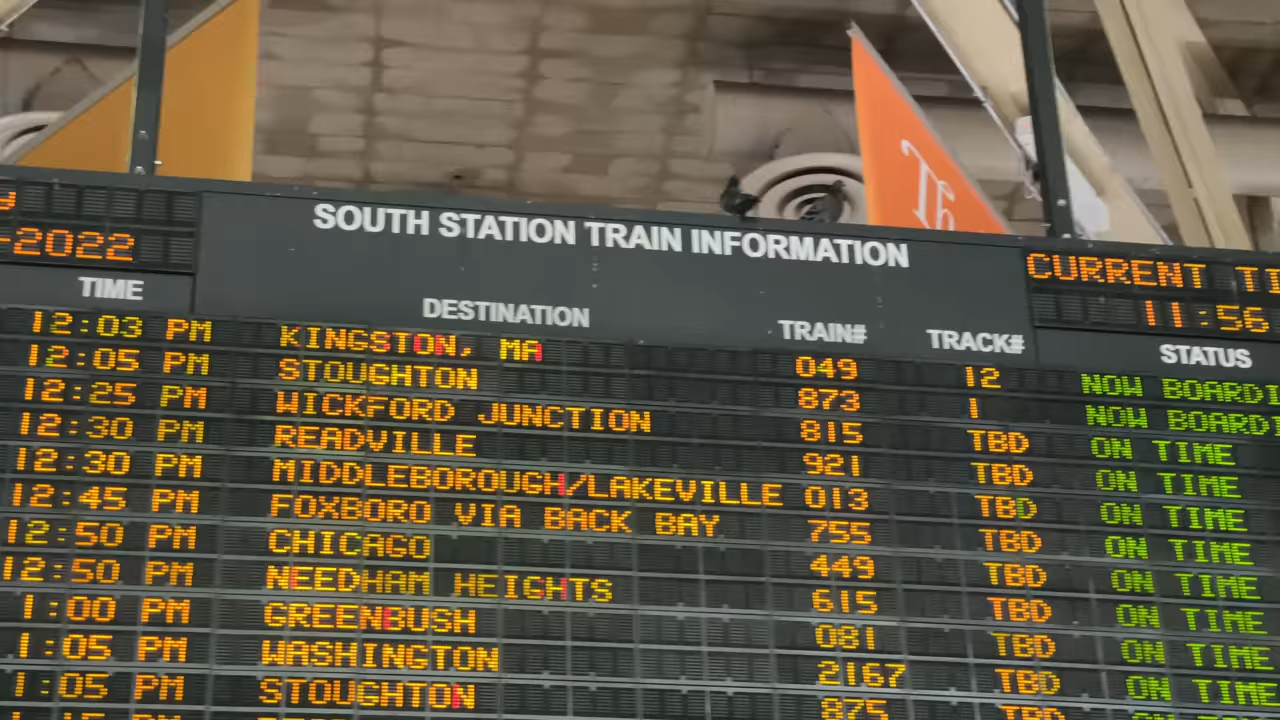 -2022
SOUTH STATION TRAIN INFORMATION
CURRENT
11:56
TIME DESTINATION TRAIN# TRACK# STATUS
12:03 PM KINGSTON, MA 049 12 NOW
12:05 PM STOUGHTON 873 1 NOW
12:25 PM WICKFORD JUNCTION 815 TBD ON TIME
12:30 PM READVILLE 921 TBD ON TIME
12:30 PM MIDDLEBOROUGH/LAKEVILLE 013 TBD ON TIME
12:45 PM FOXBORO VIA BACK BAY 755 TBD ON TIME
12:50 PM CHICAGO 449 TBD ON TIME
12:50 PM NEEDHAM HEIGHTS 615 TBD ON TIME
1:00 PM GREENBUSH 081 TBD ON TIME
1:05 PM WASHINGTON 2167 TBD ON TIME
1:05 PM STOUGHTON 875 TBD ON TIME